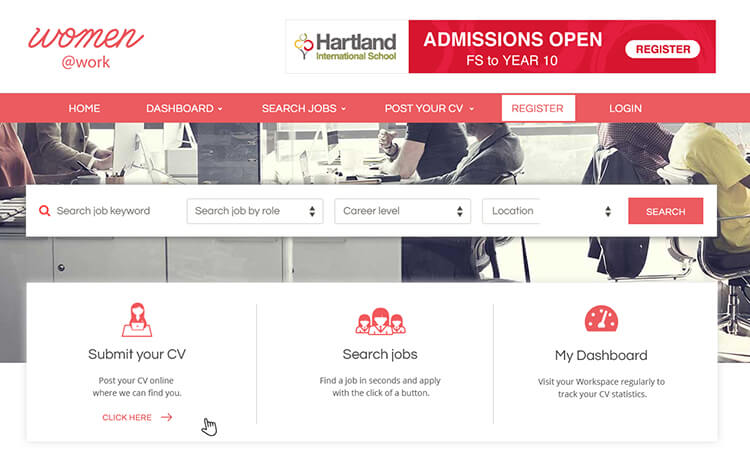 women
@work
Hartland
International School
ADMISSIONS OPEN
FS to YEAR 10
REGISTER
HOME
DASHBOARD
SEARCH JOBS
POST YOUR CV
REGISTER
LOGIN
Search job keyword
Search job by role
Career level
Location
SEARCH
Submit your CV
Post your CV online
where we can find you.
CLICK HERE
Search jobs
Find a job in seconds and apply
with the click of a button.
My Dashboard
Visit your Workspace regularly to
track your CV statistics.